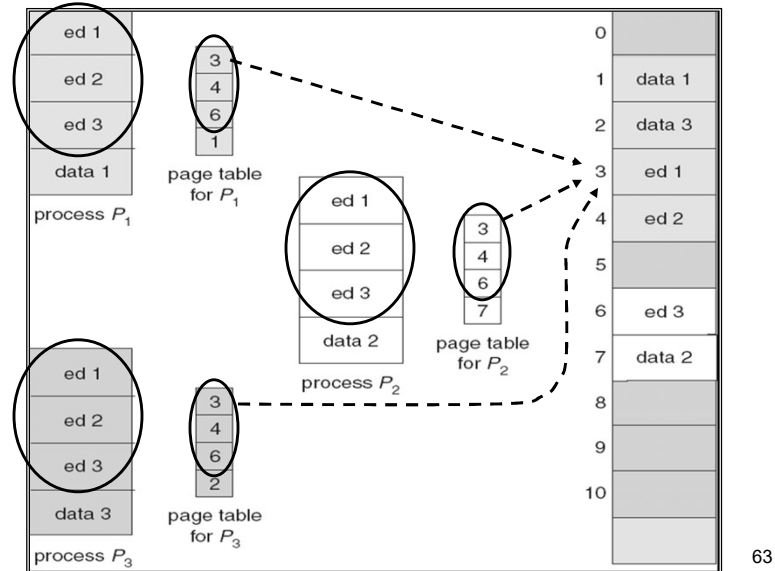 ed 1
ed 2
ed 3
data 1
process P1
3
4
6
1
page table
for P1
ed 1
ed 2
ed 3
data 2
process P2
3
4
6
7
page table
for P2
ed 1
ed 2
ed 3
data 3
process P3
3
4
6
2
page table
for P3
0
1 data 1
2 data 3
3 ed 1
4 ed 2
5
6 ed 3
7 data 2
8
9
10
63